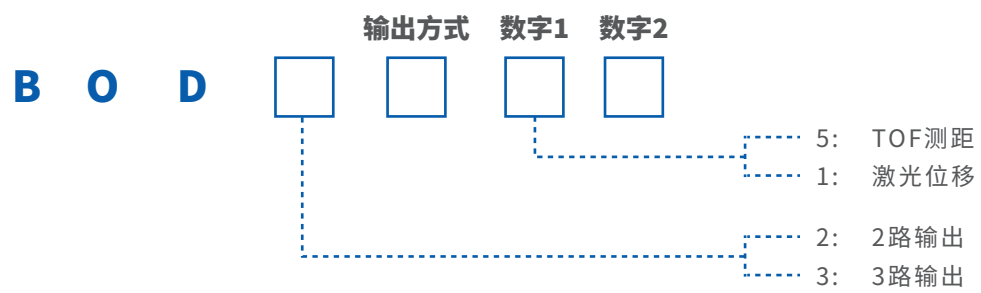 输出方式 数字1 数字2
B O D
5: TOF测距
1: 激光位移
2: 2路输出
3: 3路输出